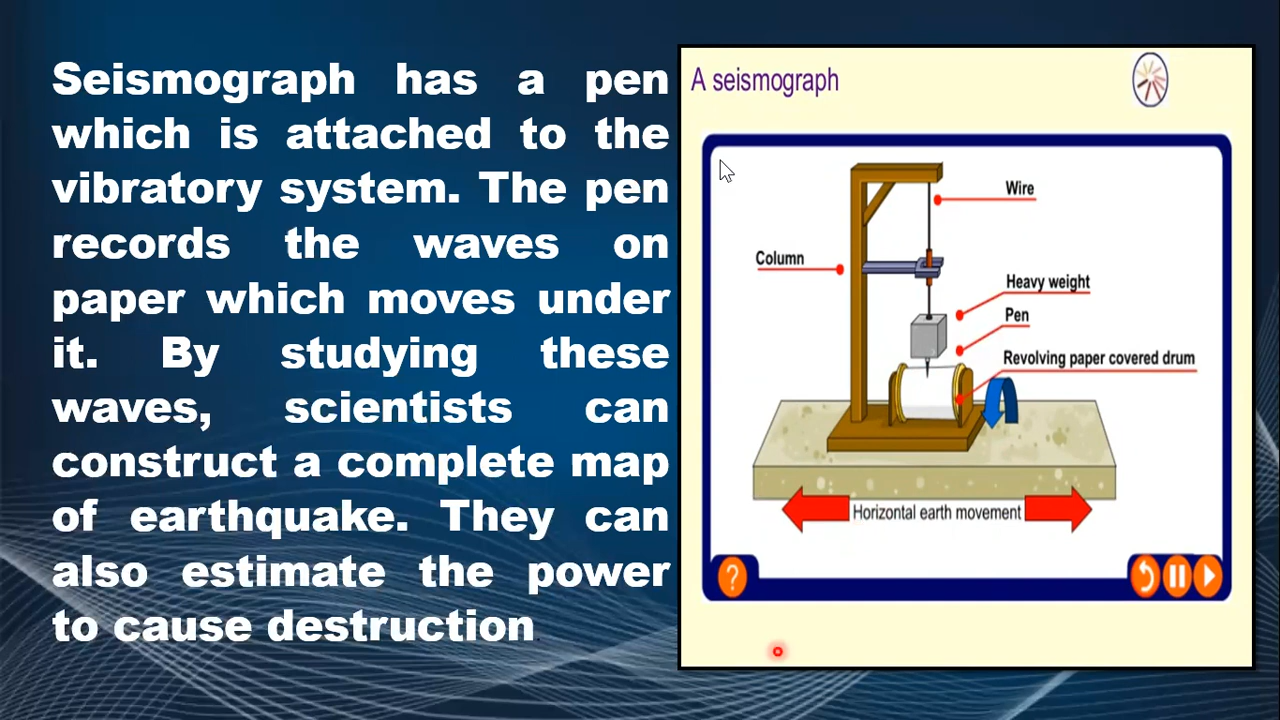 Seismograph has a pen
which is attached to the
vibratory system. The pen
records the waves on
paper which moves under
it. By studying these
waves, scientists can
construct a complete map
of earthquake. They can
also estimate the power
to cause destruction
A seismograph
Wire
Column
Heavy weight
Pen
Revolving paper covered drum
Horizontal earth movement
?